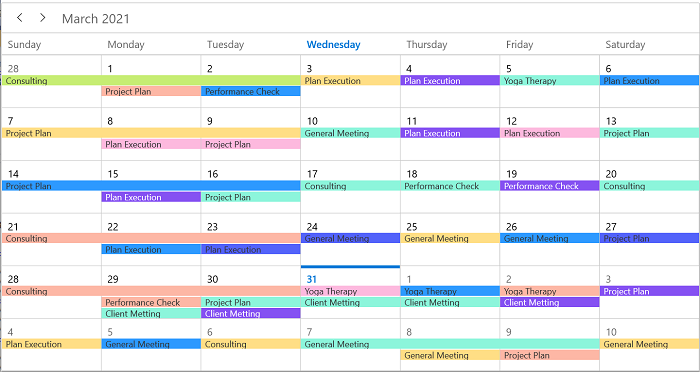 March 2021
Sunday Monday Tuesday Wednesday Thursday Friday Saturday
28 1 2 3 4 5 6
Consulting Plan Execution Plan Execution Yoga Therapy Plan Execution
Project Plan Performance Check
7 8 9 10 11 12 13
Project Plan General Meeting Plan Execution Plan Execution Project Plan
Plan Execution Project Plan
14 15 16 17 18 19 20
Project Plan Consulting Performance Check Performance Check Consulting
Plan Execution Project Plan
21 22 23 24 25 26 27
Consulting General Meeting General Meeting General Meeting Project Plan
Plan Execution Plan Execution
28 29 30 31 1 2 3
Consulting Yoga Therapy Yoga Therapy Yoga Therapy Project Plan
Performance Check Project Plan Client Metting Client Metting Client Metting
Client Metting Client Metting
4 5 6 7 8 9 10
Plan Execution General Meeting Consulting General Meeting Consulting
General Meeting Project Plan